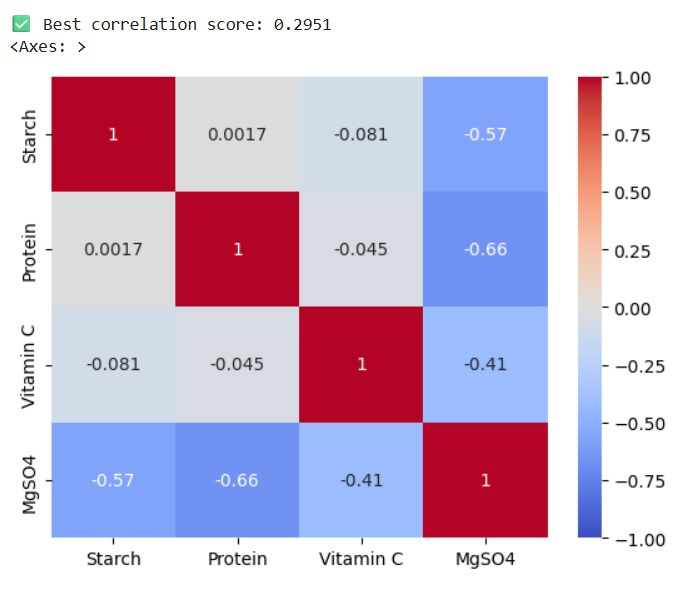 ✅ Best correlation score: 0.2951
<Axes: >
Starch 1 0.0017 -0.081 -0.57
Protein 0.0017 1 -0.045 -0.66
Vitamin C -0.081 -0.045 1 -0.41
MgSO4 -0.57 -0.66 -0.41 1
Starch Protein Vitamin C MgSO4
1.00
0.75
0.50
0.25
0.00
−0.25
−0.50
−0.75
−1.00